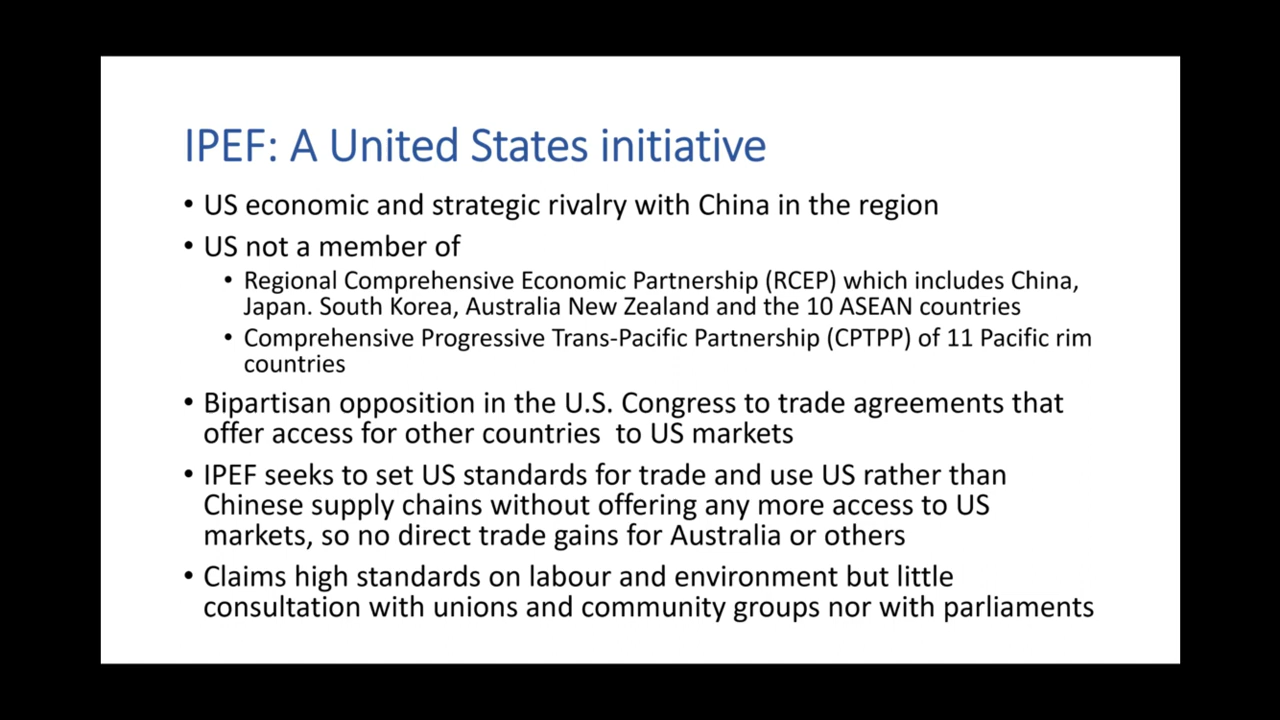 IPEF: A United States initiative
• US economic and strategic rivalry with China in the region
• US not a member of
• Regional Comprehensive Economic Partnership (RCEP) which includes China,
Japan. South Korea, Australia New Zealand and the 10 ASEAN countries
• Comprehensive Progressive Trans-Pacific Partnership (CPTPP) of 11 Pacific rim
countries
• Bipartisan opposition in the U.S. Congress to trade agreements that
offer access for other countries  to US markets
• IPEF seeks to set US standards for trade and use US rather than
Chinese supply chains without offering any more access to US
markets, so no direct trade gains for Australia or others
• Claims high standards on labour and environment but little
consultation with unions and community groups nor with parliaments